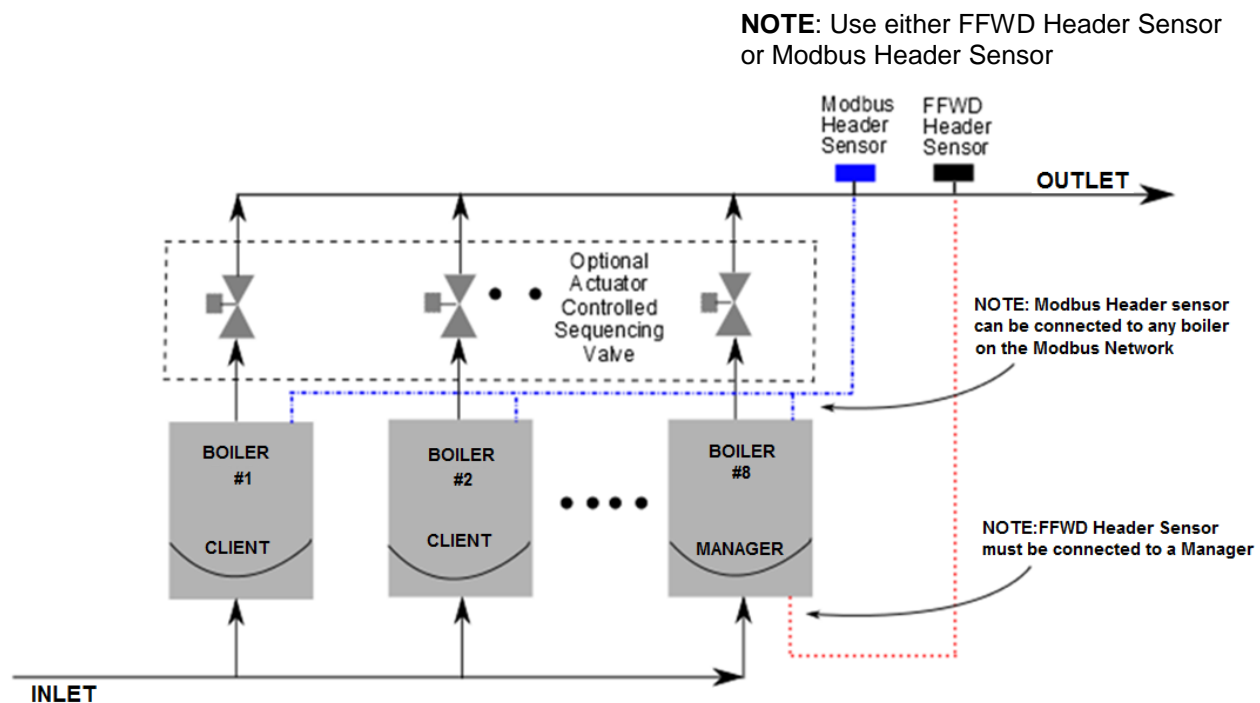 NOTE: Use either FFWD Header Sensor
or Modbus Header Sensor
Modbus
Header
Sensor
FFWD
Header
Sensor
OUTLET
Optional
Actuator
Controlled
Sequencing
Valve
NOTE: Modbus Header sensor
can be connected to any boiler
on the Modbus Network
BOILER
#1
CLIENT
BOILER
#2
CLIENT
BOILER
#8
MANAGER
NOTE:FFWD Header Sensor
must be connected to a Manager
INLET